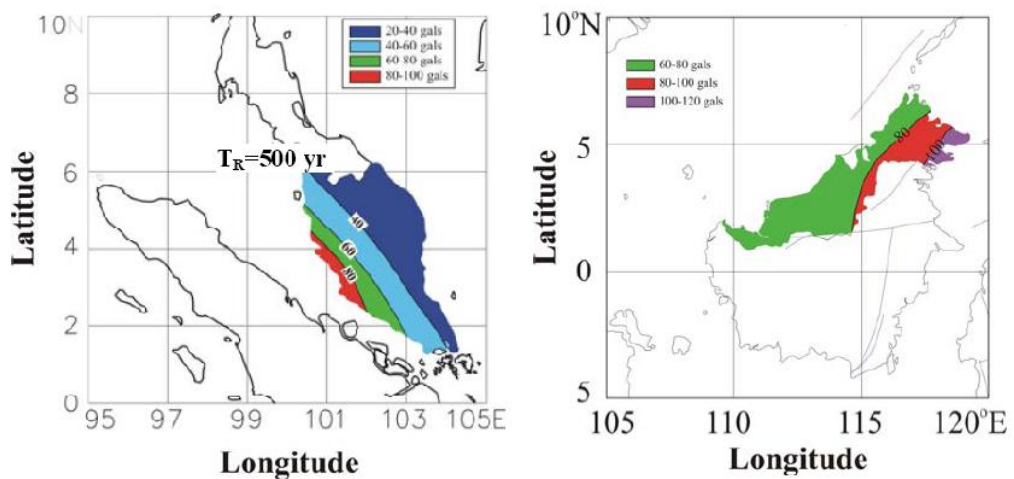 10N
8
6
4
2
0
Latitude
95 97 99 101 103 105E
Longitude
20-40 gals
40-60 gals
60-80 gals
80-100 gals
T_R=500 yr
40
60
80
10°N
5
0
5
Latitude
105 110 115 120°E
Longitude
60-80 gals
80-100 gals
100-120 gals
80
100